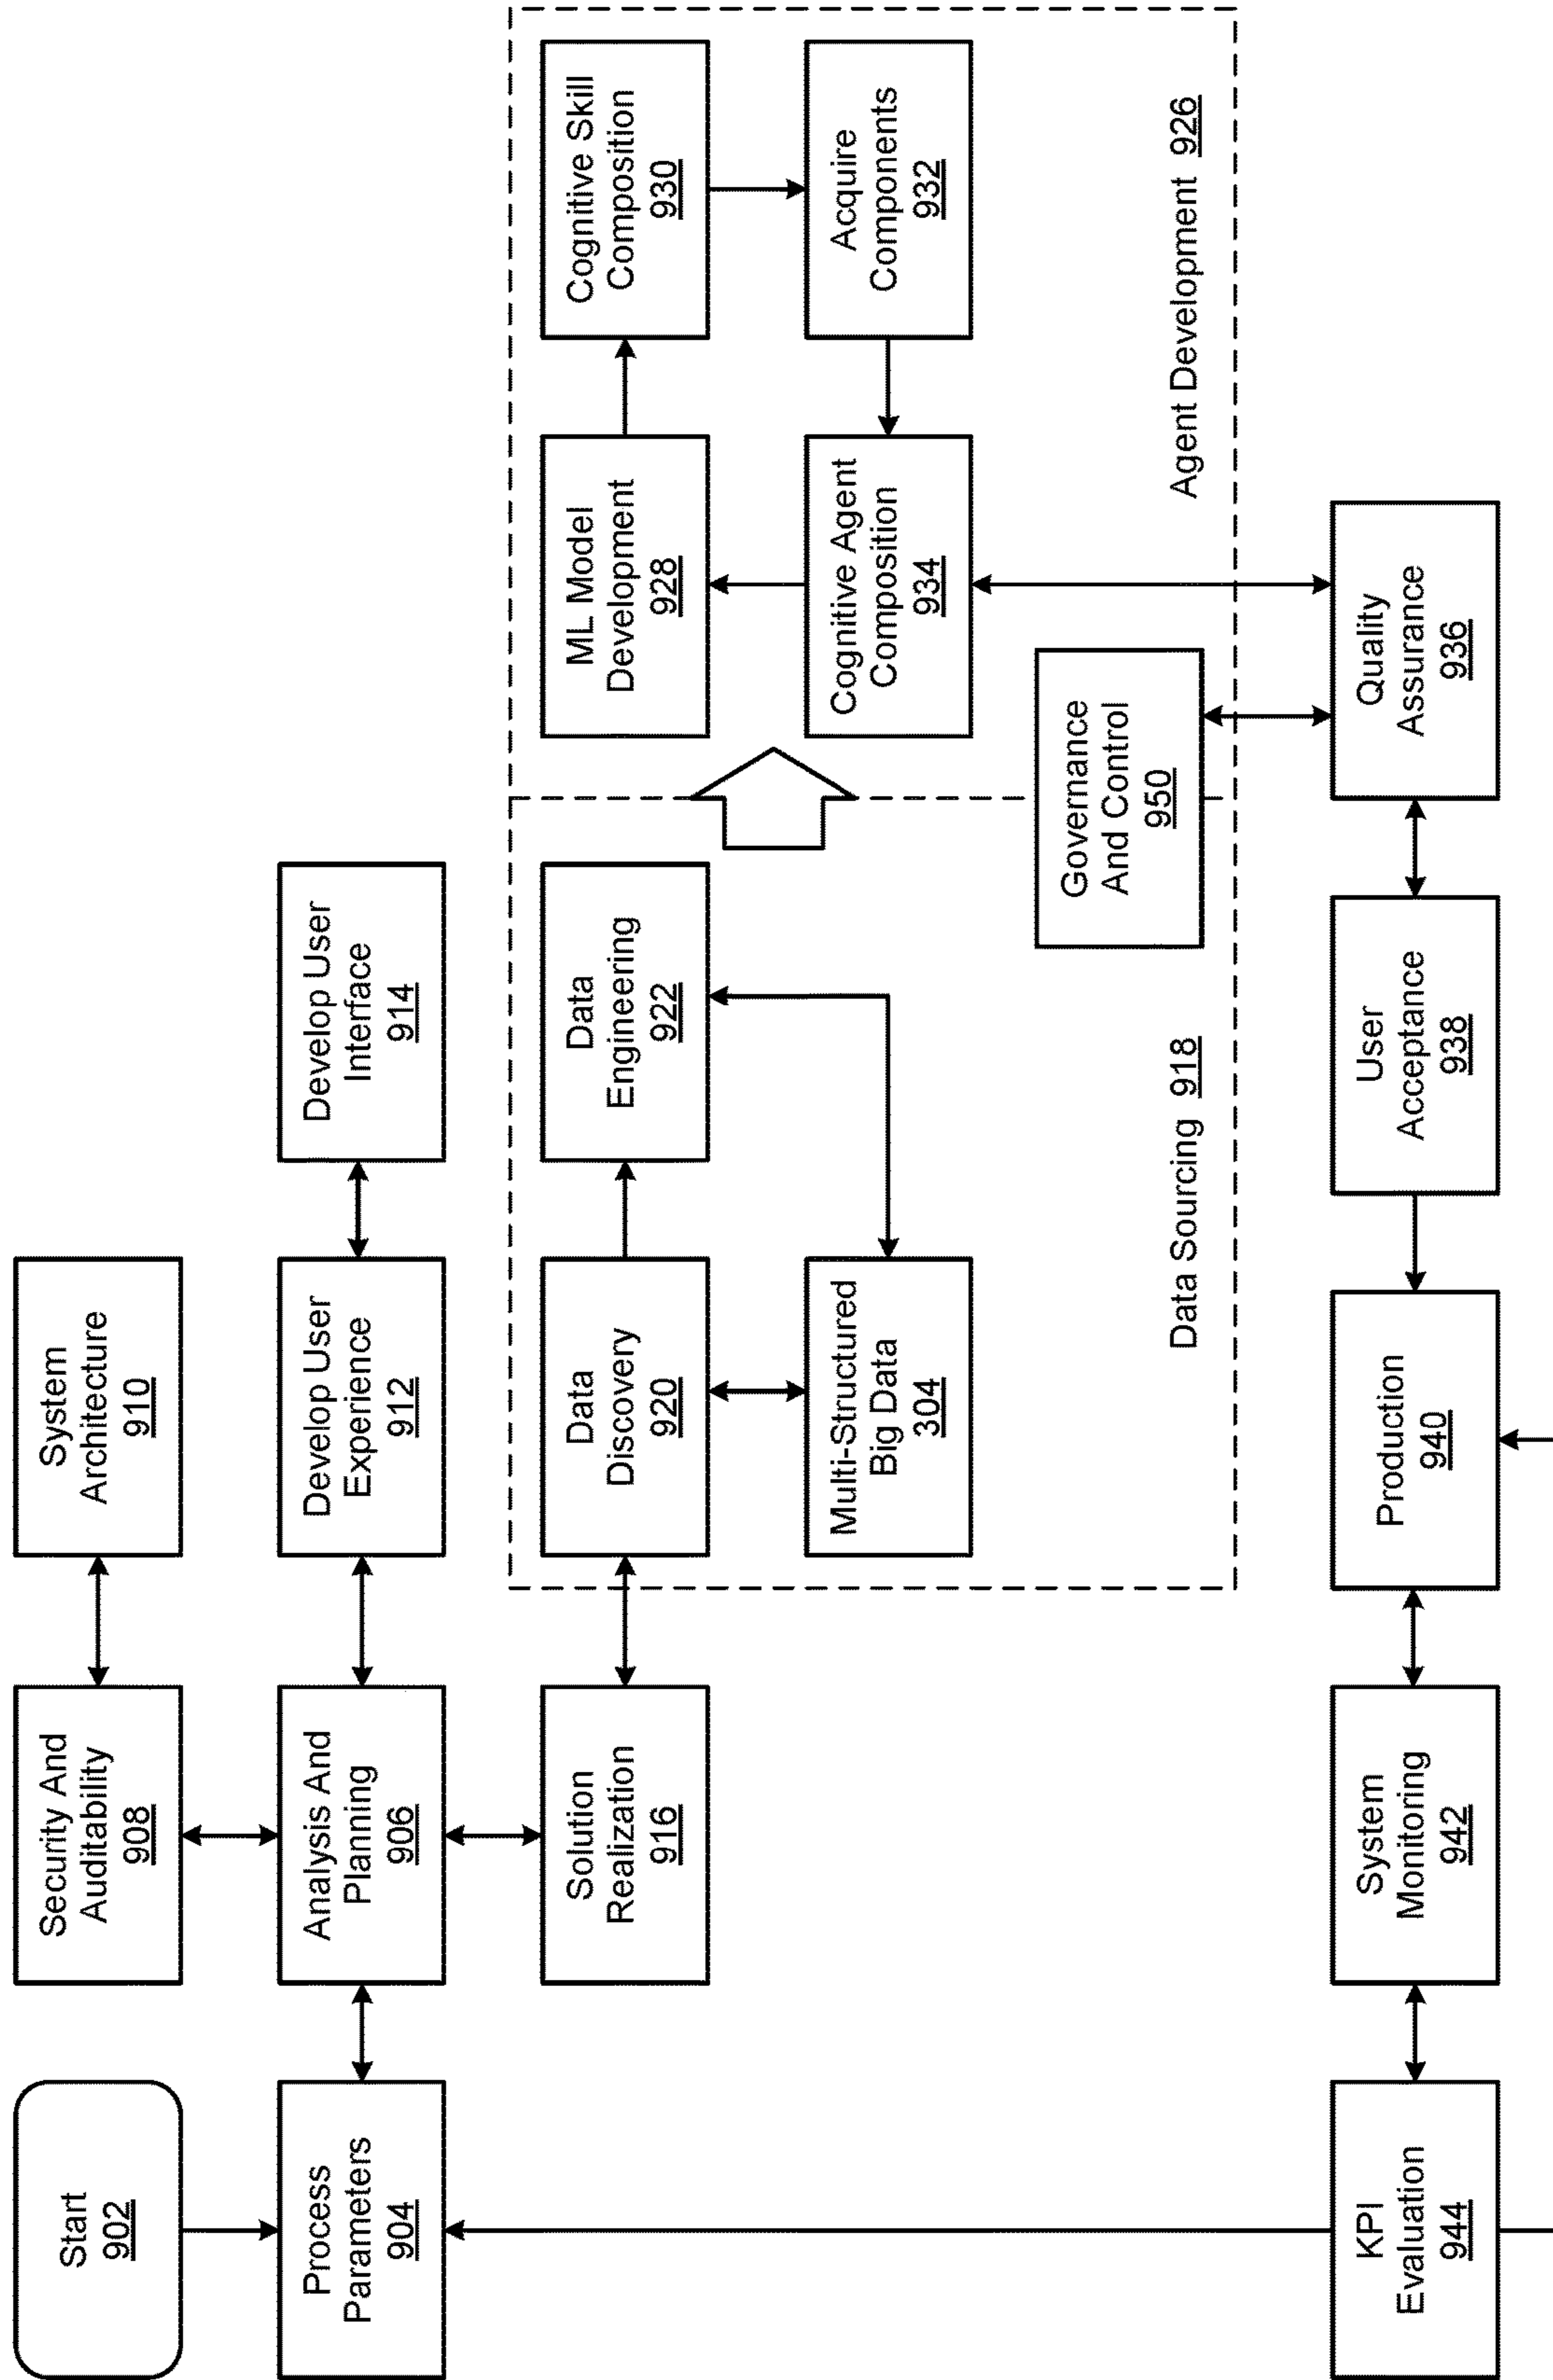 Start
902
Security And
Auditability
908
System
Architecture
910
Process
Parameters
904
Analysis And
Planning
906
Develop User
Experience
912
Develop User
Interface
914
Solution
Realization
916
Data
Discovery
920
Data
Engineering
922
ML Model
Development
928
Cognitive Skill
Composition
930
Multi-Structured
Big Data
304
Cognitive Agent
Composition
934
Acquire
Components
932
Governance
And Control
950
Data Sourcing 918
Agent Development 926
KPI
Evaluation
944
System
Monitoring
942
Production
940
User
Acceptance
938
Quality
Assurance
936